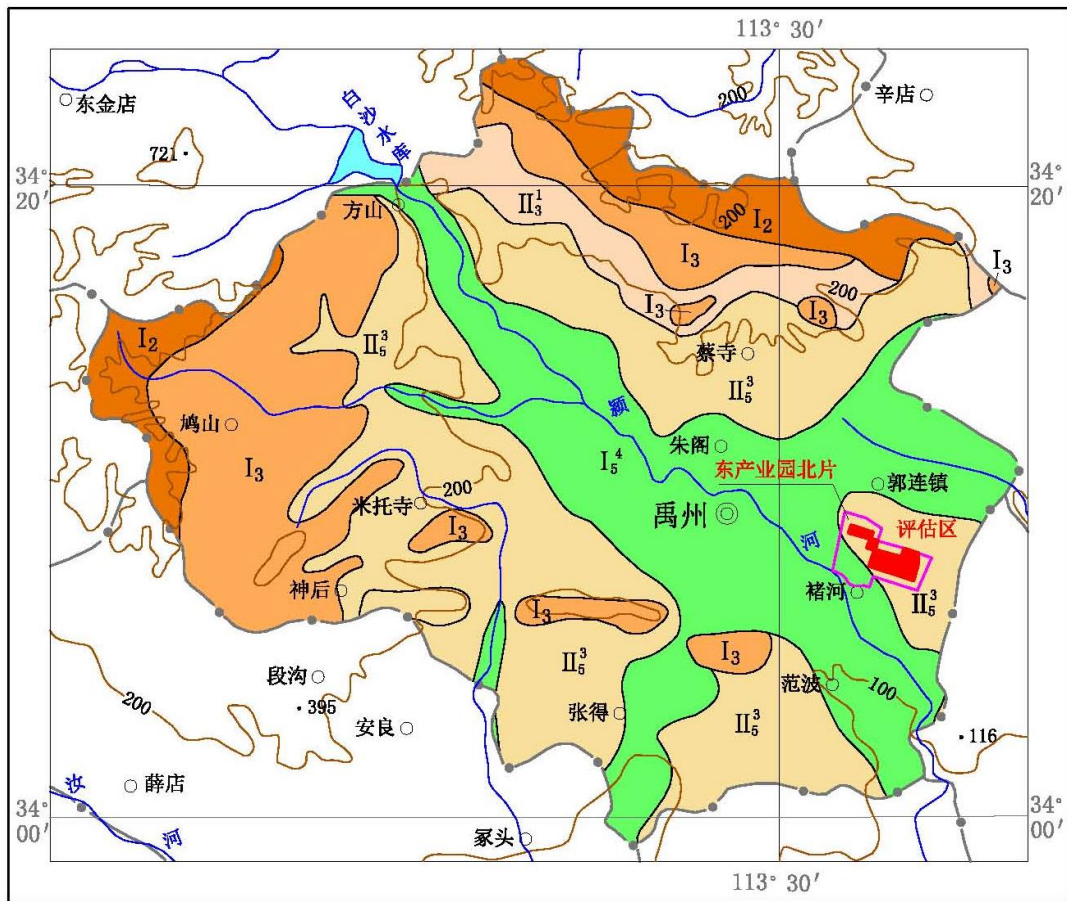 113° 30′
东金店
白沙水库
200
辛店
721
34° 20′
34° 20′
方山
II₃¹
200
I₂
I₃
I₃
I₃
I₃
200
I₂
II₅³
蔡寺
II₅³
颍
鸠山
朱阁
I₃
I₅⁴
东产业园北片
200
郭连镇
米托寺
禹州
I₃
河
评估区
神后
褚河
I₃
II₅³
II₅³
I₃
段沟
范波
100
200
395
张得
II₅³
安良
116
汝
薛店
34° 00′
34° 00′
河
冢头
113° 30′